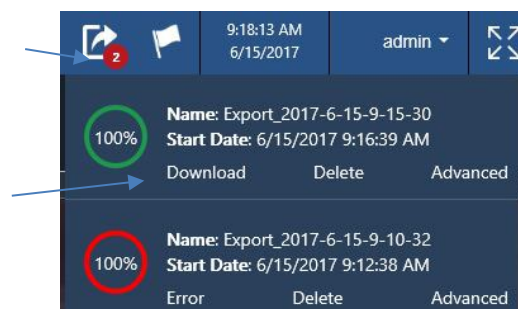 2
9:18:13 AM
6/15/2017
admin
100%
Name: Export_2017-6-15-9-15-30
Start Date: 6/15/2017 9:16:39 AM
Download Delete Advanced
100%
Name: Export_2017-6-15-9-10-32
Start Date: 6/15/2017 9:12:38 AM
Error Delete Advanced